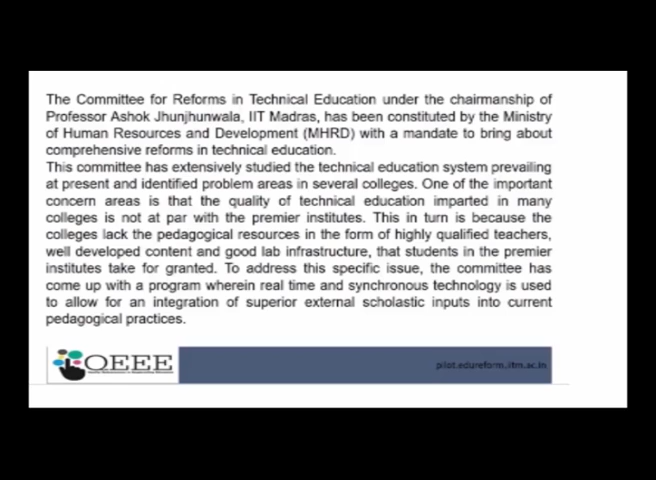 The Committee for Reforms in Technical Education under the chairmanship of
Professor Ashok Jhunjhunwala, IIT Madras, has been constituted by the Ministry
of Human Resources and Development (MHRD) with a mandate to bring about
comprehensive reforms in technical education.
This committee has extensively studied the technical education system prevailing
at present and identified problem areas in several colleges. One of the important
concern areas is that the quality of technical education imparted in many
colleges is not at par with the premier institutes. This in turn is because the
colleges lack the pedagogical resources in the form of highly qualified teachers,
well developed content and good lab infrastructure, that students in the premier
institutes take for granted. To address this specific issue, the committee has
come up with a program wherein real time and synchronous technology is used
to allow for an integration of superior external scholastic inputs into current
pedagogical practices.
QEEE
pilot.edureform.iitm.ac.in